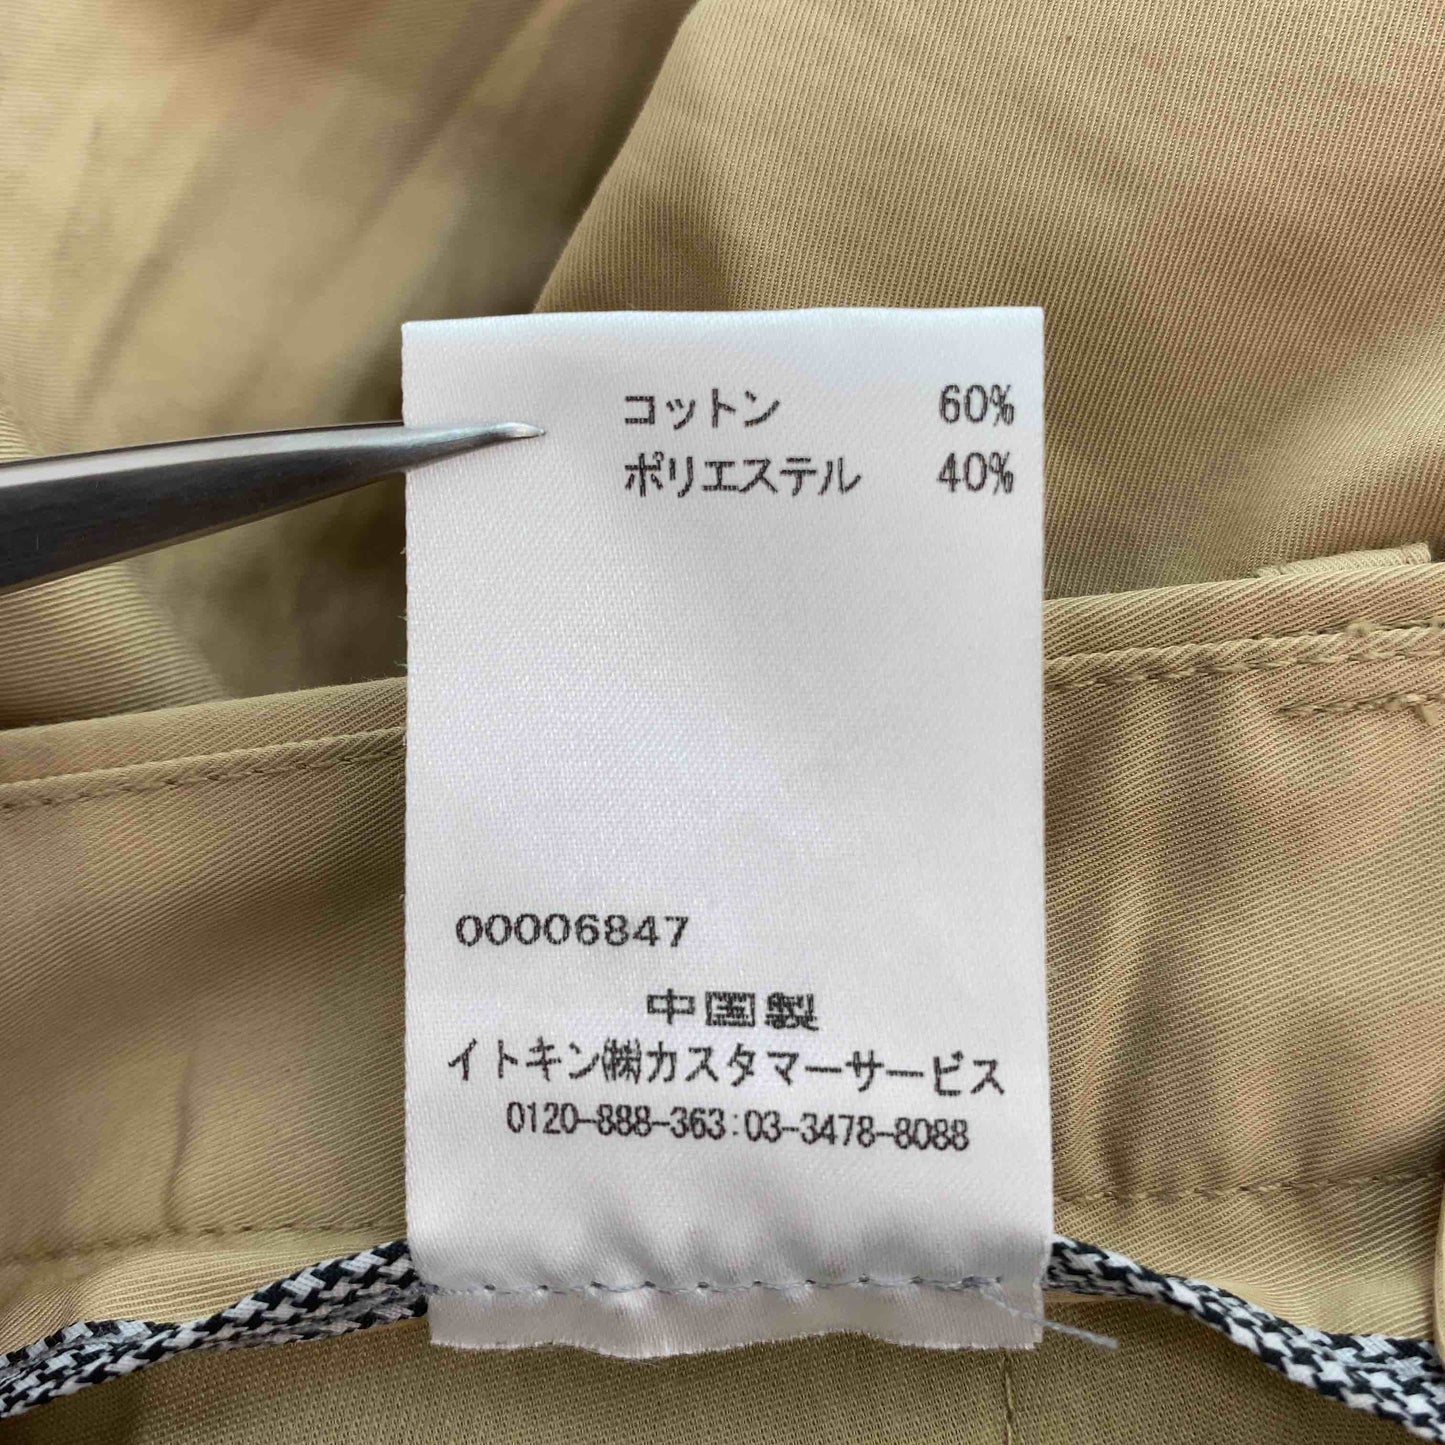 コットン 60%
ポリエステル 40%
00006847
中国製
イトキン㈱カスタマーサービス
0120-888-363:03-3478-8088